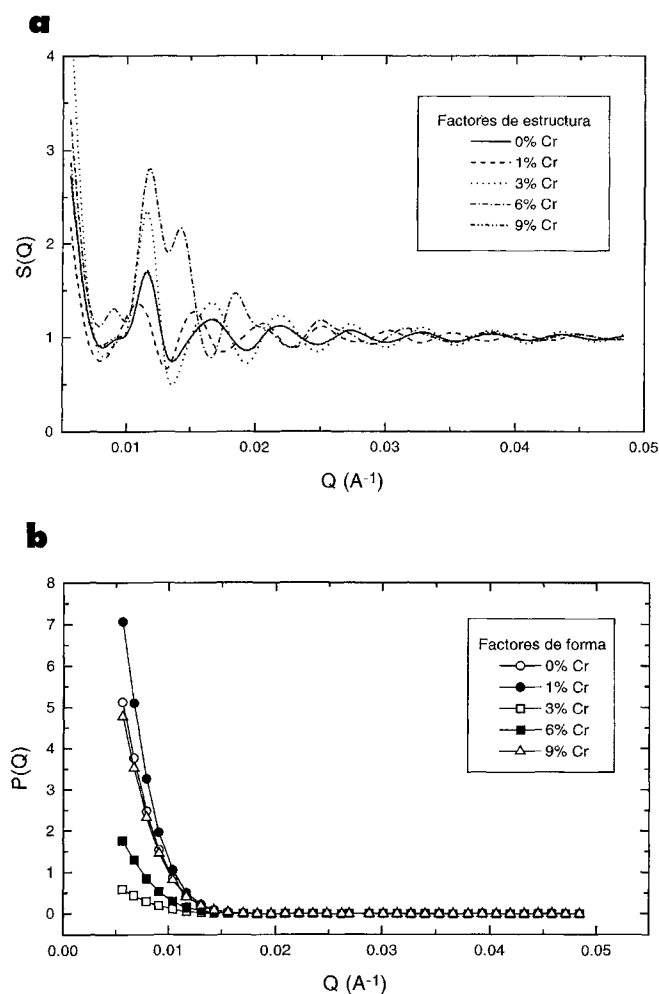 a
4
3
2
1
0
S(Q)
Factores de estructura
0% Cr
1% Cr
3% Cr
6% Cr
9% Cr
0.01
0.02
0.03
0.04
0.05
Q (A-1)
b
8
7
6
5
4
3
2
1
0
P(Q)
Factores de forma
0% Cr
1% Cr
3% Cr
6% Cr
9% Cr
0.00
0.01
0.02
0.03
0.04
0.05
Q (A-1)